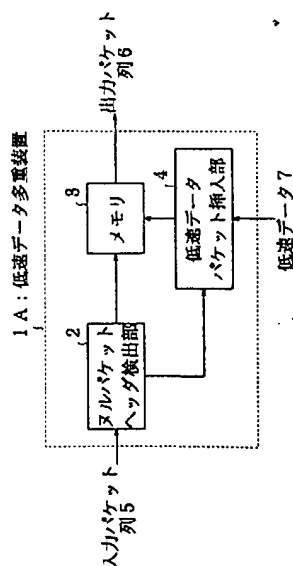 1A：低速データ多重装置
入力パケット
列5
2
ヌルパケット
ヘッダ検出部
3
メモリ
出力パケット
列6
4
低速データ
パケット挿入部
低速データ7